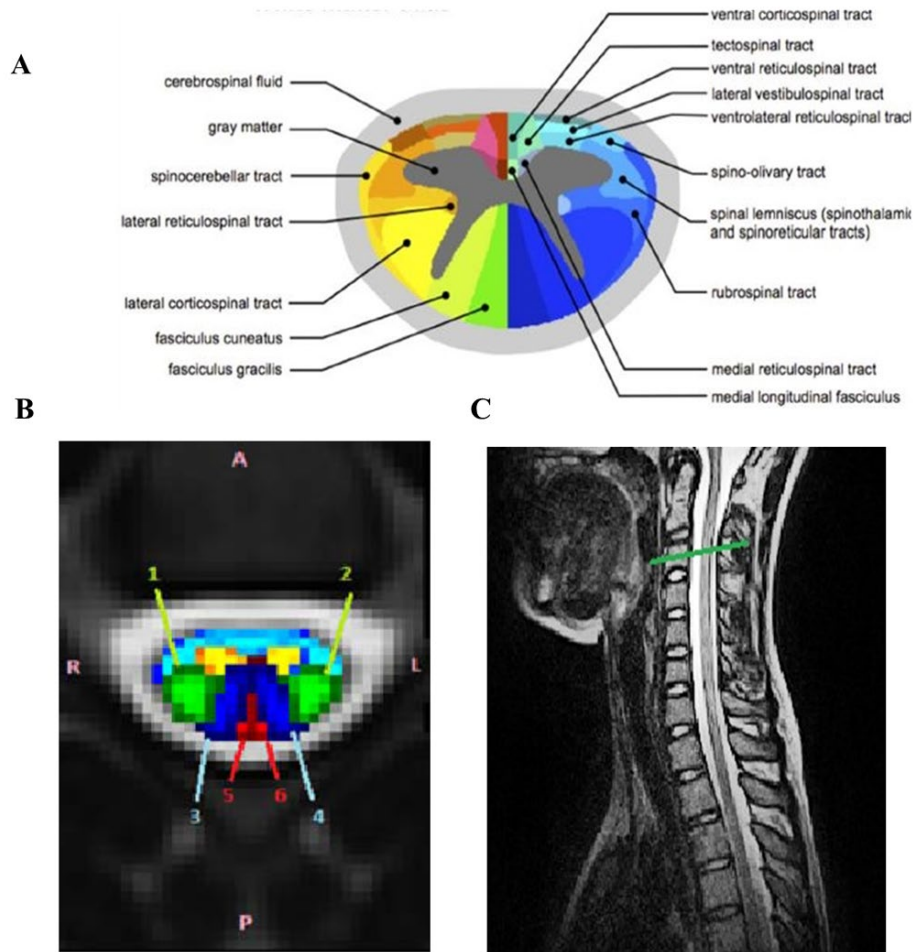 A
ventral corticospinal tract
tectospinal tract
ventral reticulospinal tract
lateral vestibulospinal tract
ventrolateral reticulospinal tract
cerebrospinal fluid
gray matter
spinocerebellar tract
lateral reticulospinal tract
lateral corticospinal tract
fasciculus cuneatus
fasciculus gracilis
spino-olivary tract
spinal lemniscus (spinothalamic
and spinoreticular tracts)
rubrospinal tract
medial reticulospinal tract
medial longitudinal fasciculus
B
A
1
2
R
L
3
5
6
4
P
C